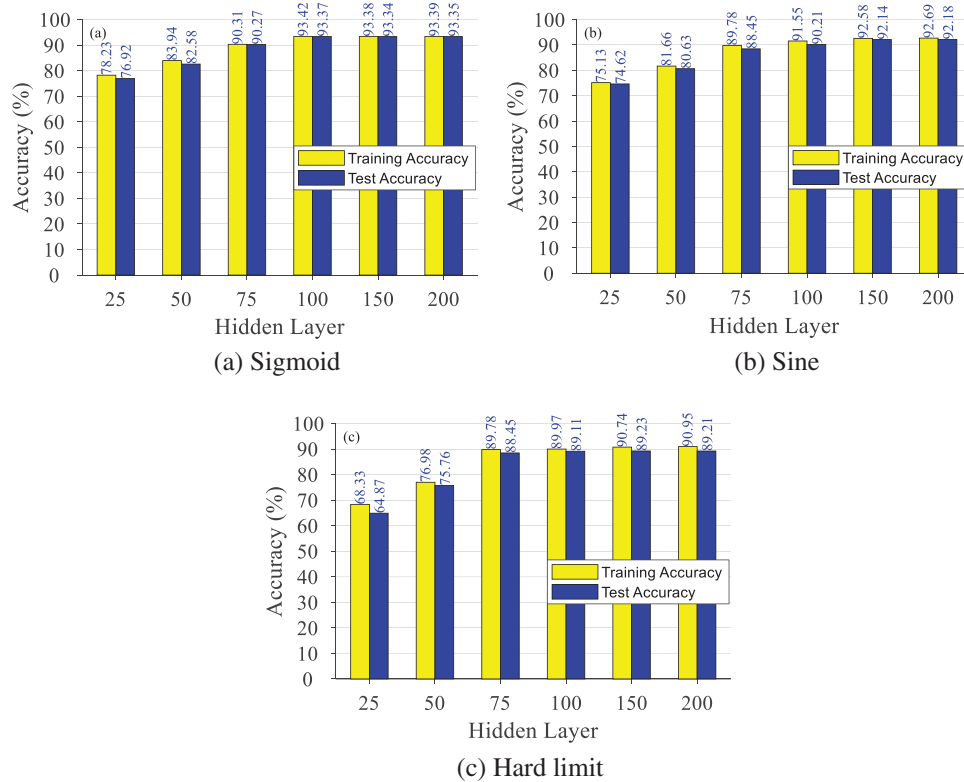 (a)
78.23 76.92 83.94 82.58 90.31 90.27 93.42 93.37 93.38 93.34 93.39 93.35
100
90
80
70
60
50
40
30
20
10
0
Accuracy (%)
Training Accuracy
Test Accuracy
25 50 75 100 150 200
Hidden Layer
(a) Sigmoid
(b)
75.13 74.62 81.66 80.63 89.78 88.45 91.55 90.21 92.58 92.14 92.69 92.18
100
90
80
70
60
50
40
30
20
10
0
Accuracy (%)
Training Accuracy
Test Accuracy
25 50 75 100 150 200
Hidden Layer
(b) Sine
(c)
68.33 64.87 76.98 75.76 89.78 88.45 89.97 89.11 90.74 89.23 90.95 89.21
100
90
80
70
60
50
40
30
20
10
0
Accuracy (%)
Training Accuracy
Test Accuracy
25 50 75 100 150 200
Hidden Layer
(c) Hard limit